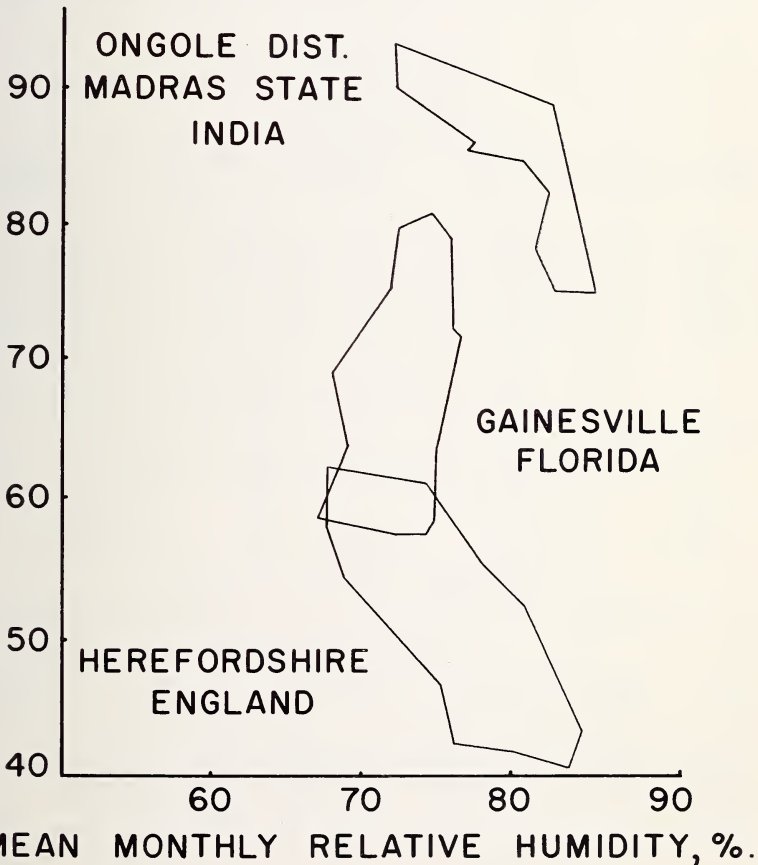 ONGOLE DIST.
90 MADRAS STATE
INDIA
80
70
GAINESVILLE
FLORIDA
60
50
HEREFORDSHIRE
ENGLAND
40
60 70 80 90
MEAN MONTHLY RELATIVE HUMIDITY, %.